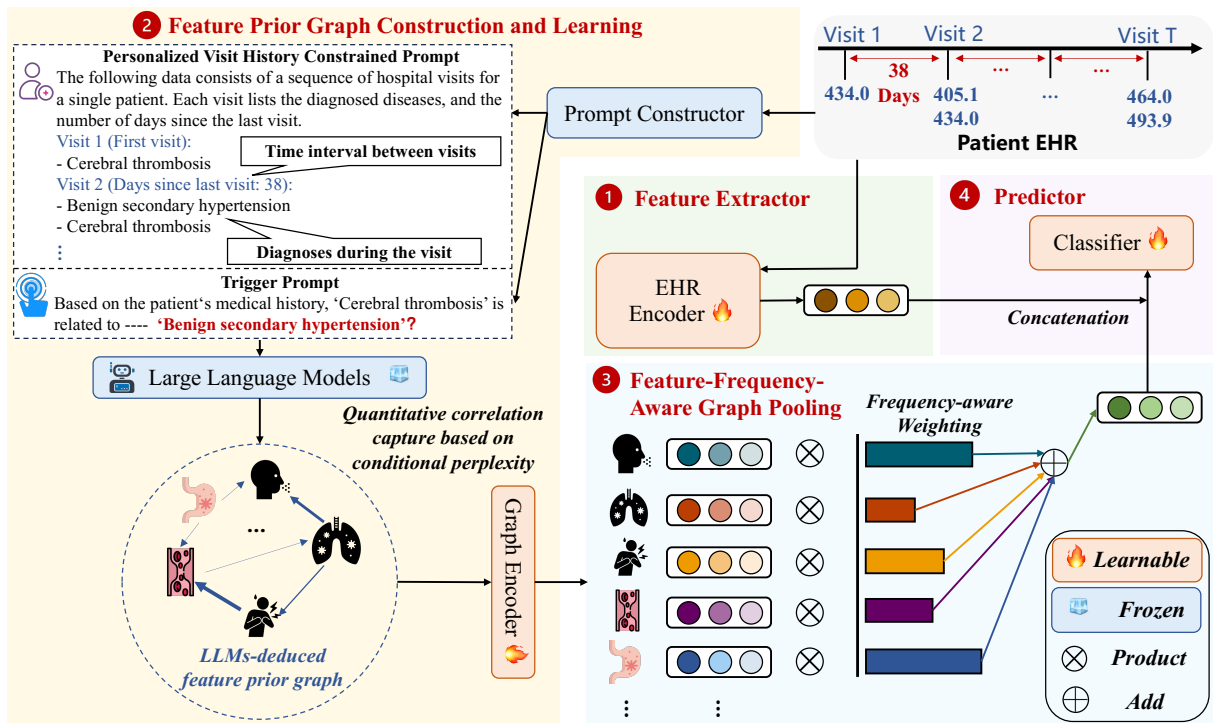 2 Feature Prior Graph Construction and Learning
Personalized Visit History Constrained Prompt
The following data consists of a sequence of hospital visits for
a single patient. Each visit lists the diagnosed diseases, and the
number of days since the last visit.
Visit 1 (First visit):
- Cerebral thrombosis
Time interval between visits
Visit 2 (Days since last visit: 38):
- Benign secondary hypertension
- Cerebral thrombosis
⋮
Diagnoses during the visit
Trigger Prompt
Based on the patient‘s medical history, ‘Cerebral thrombosis’ is
related to ---- ‘Benign secondary hypertension’?
Large Language Models
Quantitative correlation
capture based on
conditional perplexity
...
LLMs-deduced
feature prior graph
Graph Encoder
Prompt Constructor
Visit 1
Visit 2
Visit T
38
Days
...
...
434.0
405.1
434.0
...
464.0
493.9
Patient EHR
1 Feature Extractor
EHR
Encoder
4 Predictor
Classifier
Concatenation
3 Feature-Frequency-
Aware Graph Pooling
Frequency-aware
Weighting
⋮ ⋮
Learnable
Frozen
Product
Add